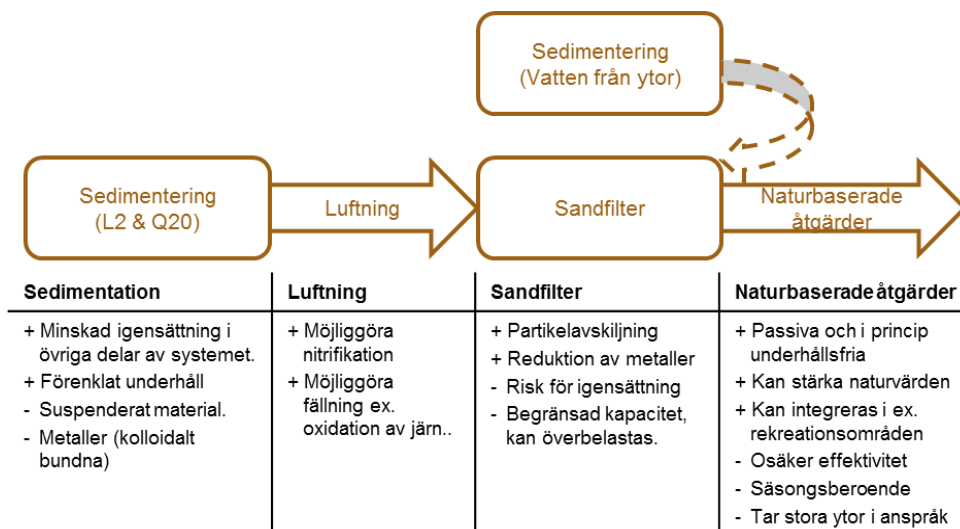 Sedimentering
(Vatten från ytor)
Sedimentering
(L2 & Q20)
Luftning
Sandfilter
Naturbaserade
åtgärder
Sedimentation
+ Minskad igensättning i
övriga delar av systemet.
+ Förenklat underhåll
- Suspenderat material.
- Metaller (kolloidalt
bundna)
Luftning
+ Möjliggöra
nitrifikation
+ Möjliggöra
fällning ex.
oxidation av järn..
Sandfilter
+ Partikelavskiljning
+ Reduktion av metaller
- Risk för igensättning
- Begränsad kapacitet,
kan överbelastas.
Naturbaserade åtgärder
+ Passiva och i princip
underhållsfria
+ Kan stärka naturvärden
+ Kan integreras i ex.
rekreationsområden
- Osäker effektivitet
- Säsongsberoende
- Tar stora ytor i anspråk